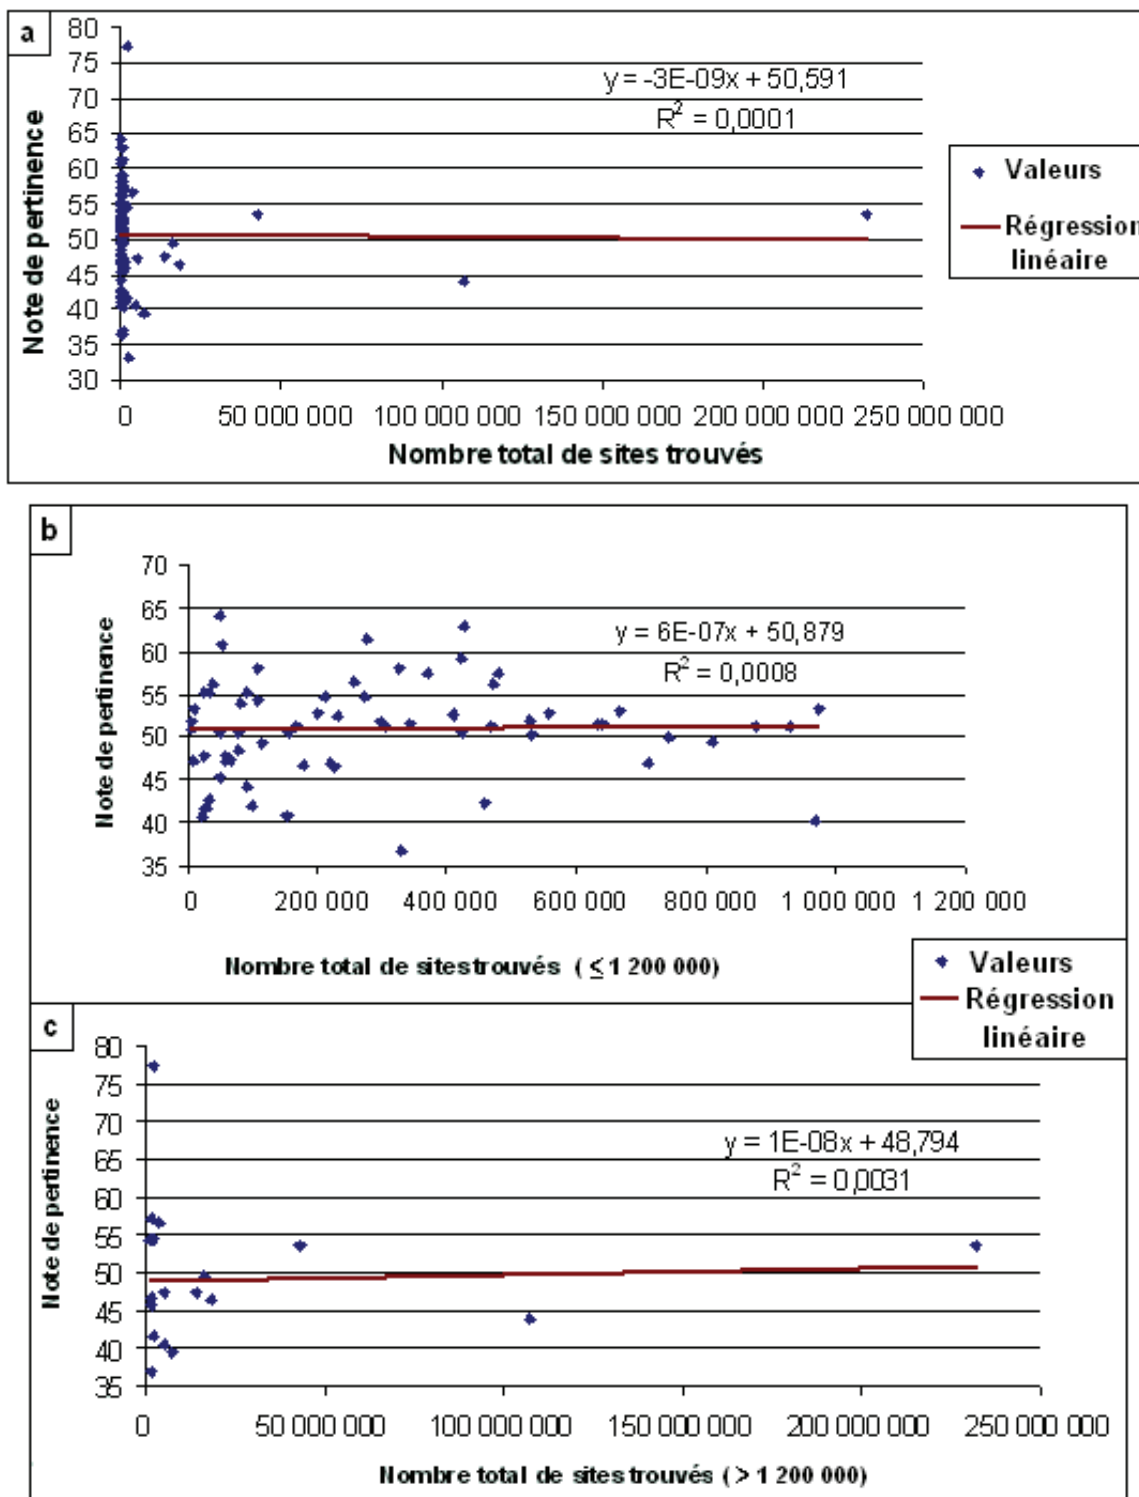 a
80
75
70
65
60
55
50
45
40
35
30
Note de pertinence
y = -3E-09x + 50,591
R² = 0,0001
Valeurs
Régression
linéaire
0 50 000 000 100 000 000 150 000 000 200 000 000 250 000 000
Nombre total de sites trouvés
b
70
65
60
55
50
45
40
35
Note de pertinence
y = 6E-07x + 50,879
R² = 0,0008
0 200 000 400 000 600 000 800 000 1 000 000 1 200 000
Nombre total de sites trouvés ( ≤ 1 200 000)
Valeurs
Régression
linéaire
c
80
75
70
65
60
55
50
45
40
35
Note de pertinence
y = 1E-08x + 48,794
R² = 0,0031
0 50 000 000 100 000 000 150 000 000 200 000 000 250 000 000
Nombre total de sites trouvés ( > 1 200 000)